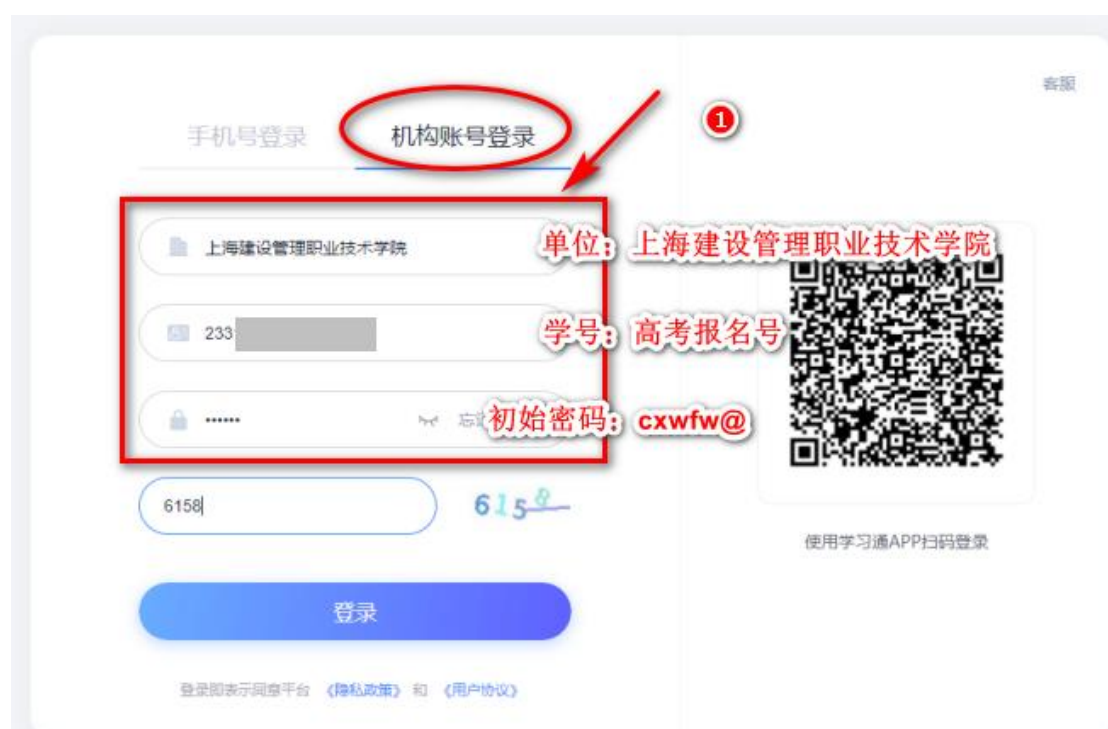 客服
手机号登录
机构账号登录
1
上海建设管理职业技术学院
单位：上海建设管理职业技术学院
233
学号：高考报名号
初始密码：cxwfw@
6158
6158
登录
使用学习通APP扫码登录
登录即表示同意平台 《隐私政策》 和 《用户协议》